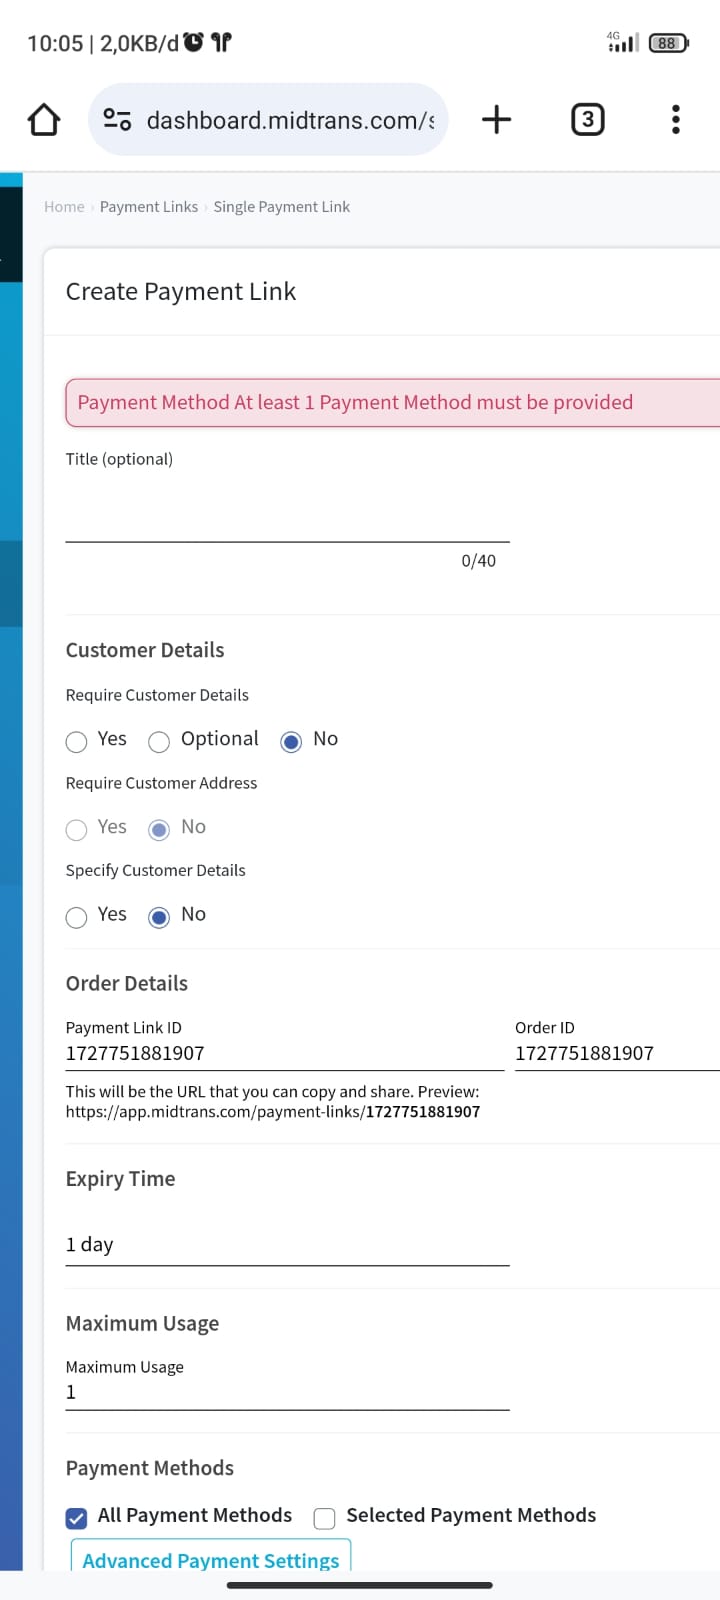 10:05 | 2,0KB/d
4G
88
dashboard.midtrans.com/s
3
Home › Payment Links › Single Payment Link
Create Payment Link
Payment Method At least 1 Payment Method must be provided
Title (optional)
0/40
Customer Details
Require Customer Details
Yes Optional No
Require Customer Address
Yes No
Specify Customer Details
Yes No
Order Details
Payment Link ID Order ID
1727751881907 1727751881907
This will be the URL that you can copy and share. Preview:
https://app.midtrans.com/payment-links/1727751881907
Expiry Time
1 day
Maximum Usage
Maximum Usage
1
Payment Methods
All Payment Methods Selected Payment Methods
Advanced Payment Settings